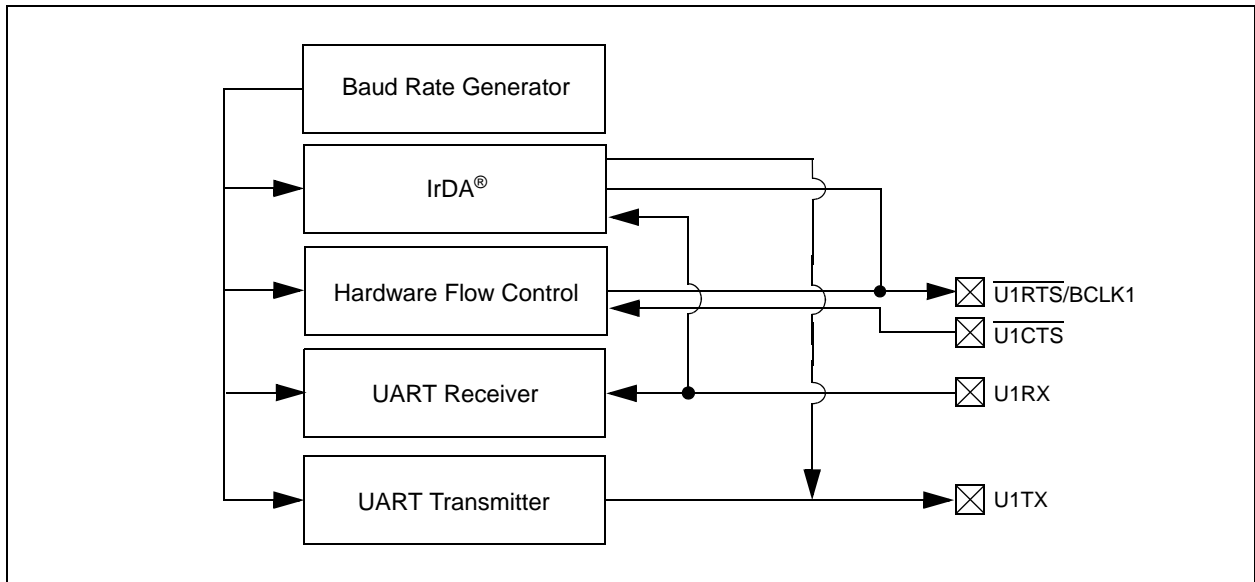 Baud Rate Generator
IrDA®
Hardware Flow Control
U1RTS/BCLK1
U1CTS
UART Receiver
U1RX
UART Transmitter
U1TX